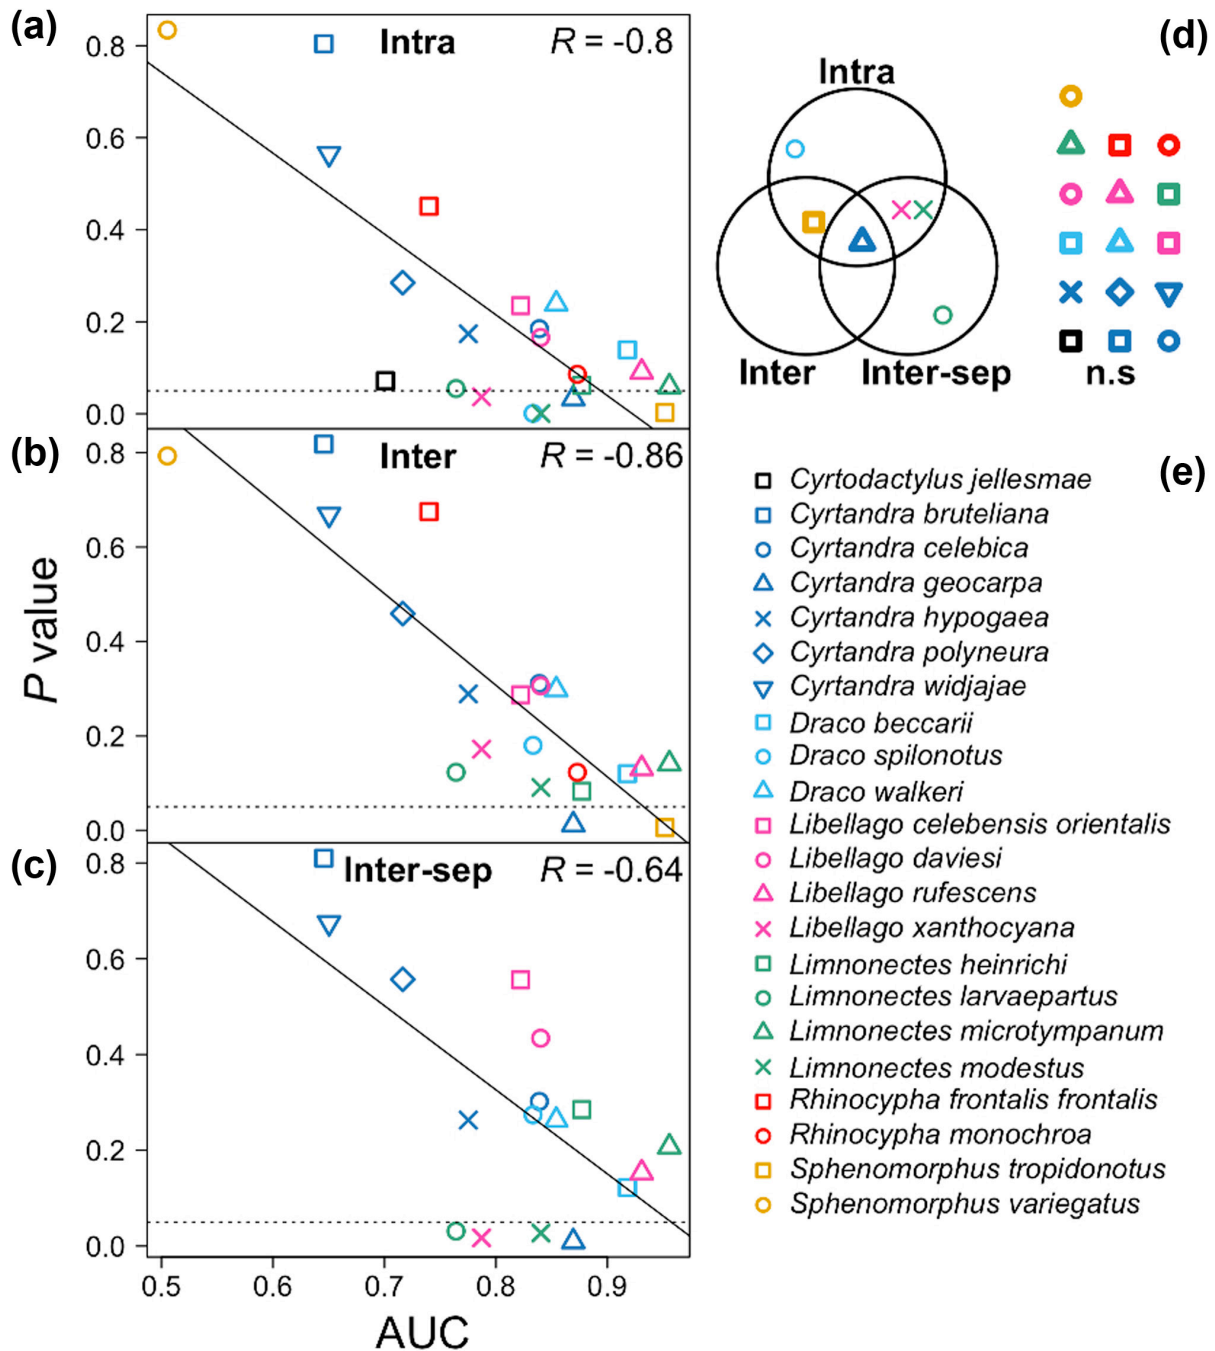 (a)
Intra
R = -0.8
0.8
0.6
0.4
0.2
0.0
(b)
Inter
R = -0.86
0.8
0.6
0.4
0.2
0.0
(c)
Inter-sep
R = -0.64
0.8
0.6
0.4
0.2
0.0
P value
0.5 0.6 0.7 0.8 0.9
AUC
(d)
Intra
Inter
Inter-sep
n.s
(e)
Cyrtodactylus jellesmae
Cyrtandra bruteliana
Cyrtandra celebica
Cyrtandra geocarpa
Cyrtandra hypogaea
Cyrtandra polyneura
Cyrtandra widjajae
Draco beccarii
Draco spilonotus
Draco walkeri
Libellago celebensis orientalis
Libellago daviesi
Libellago rufescens
Libellago xanthocyana
Limnonectes heinrichi
Limnonectes larvaepartus
Limnonectes microtympanum
Limnonectes modestus
Rhinocypha frontalis frontalis
Rhinocypha monochroa
Sphenomorphus tropidonotus
Sphenomorphus variegatus